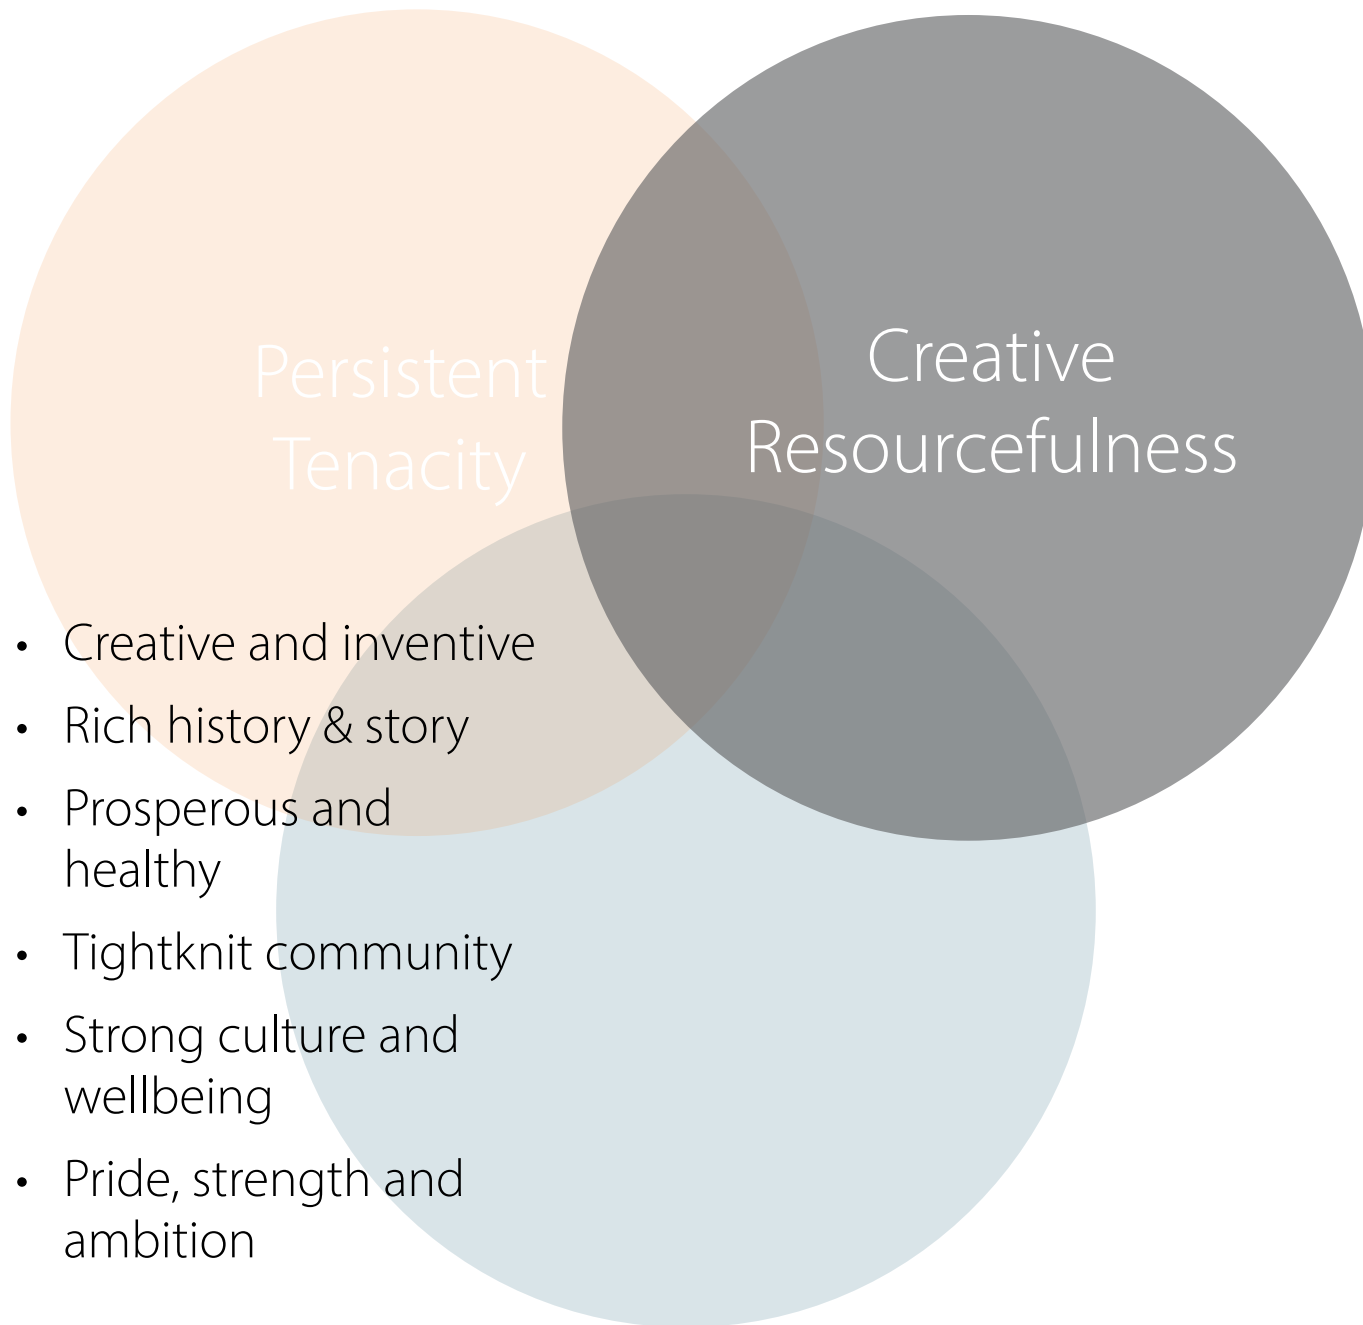 Persistent
Tenacity
Creative
Resourcefulness
• Creative and inventive
• Rich history & story
• Prosperous and
healthy
• Tightknit community
• Strong culture and
wellbeing
• Pride, strength and
ambition